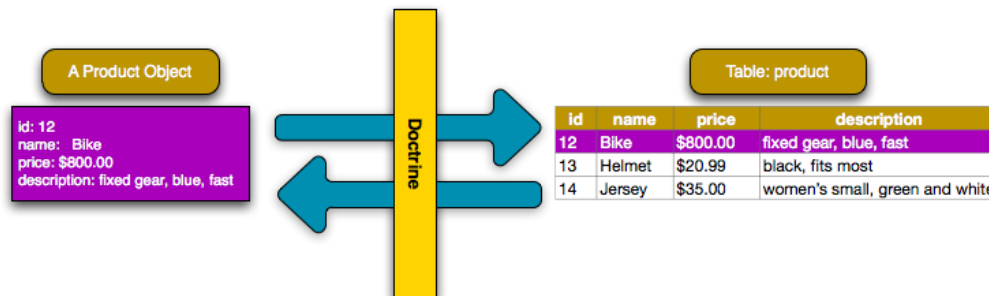 A Product Object
id: 12
name: Bike
price: $800.00
description: fixed gear, blue, fast
Doctrine
Table: product
id name price description
12 Bike $800.00 fixed gear, blue, fast
13 Helmet $20.99 black, fits most
14 Jersey $35.00 women's small, green and white